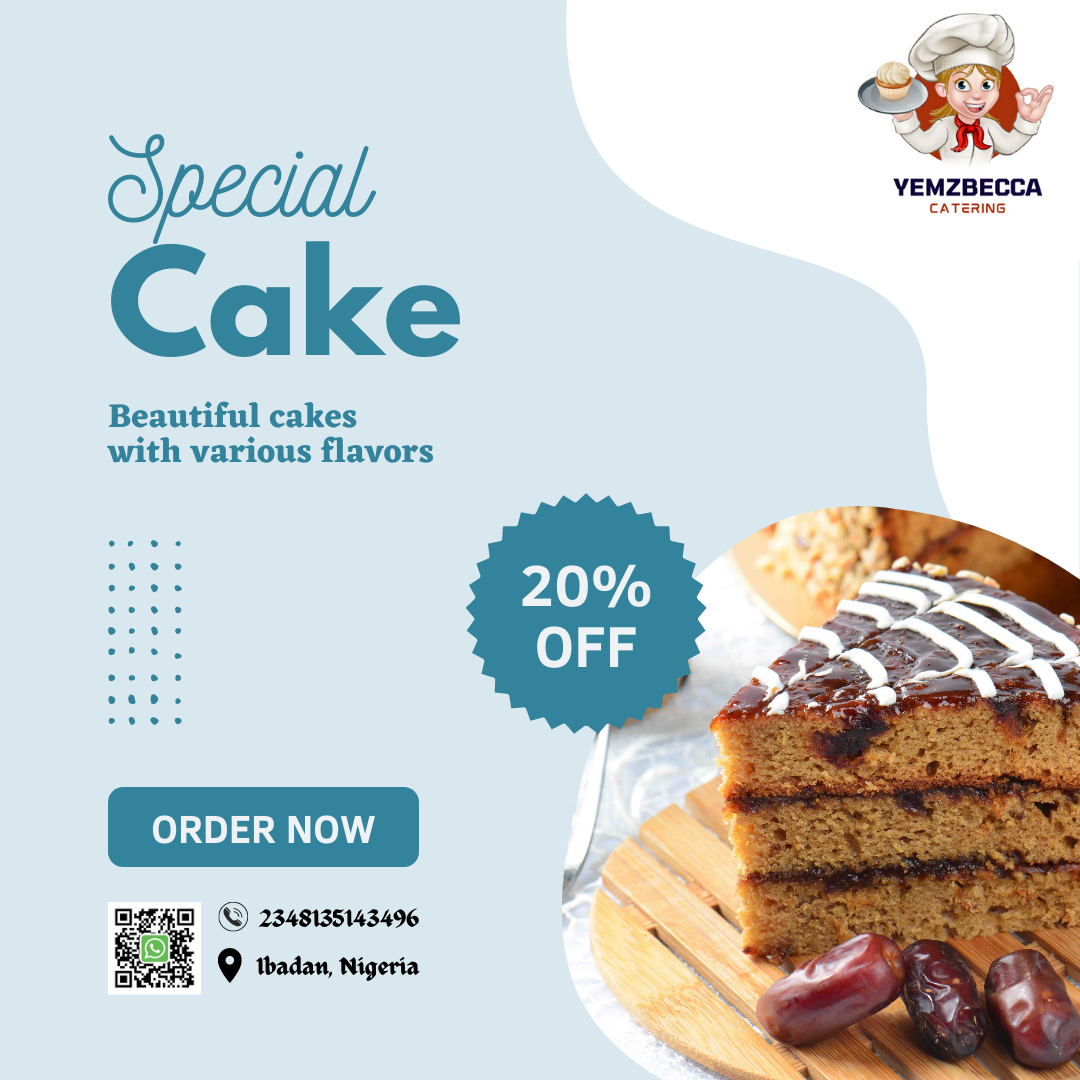 YEMZBECCA
CATERING
Special
Cake
Beautiful cakes
with various flavors
20%
OFF
ORDER NOW
2348135143496
Ibadan, Nigeria